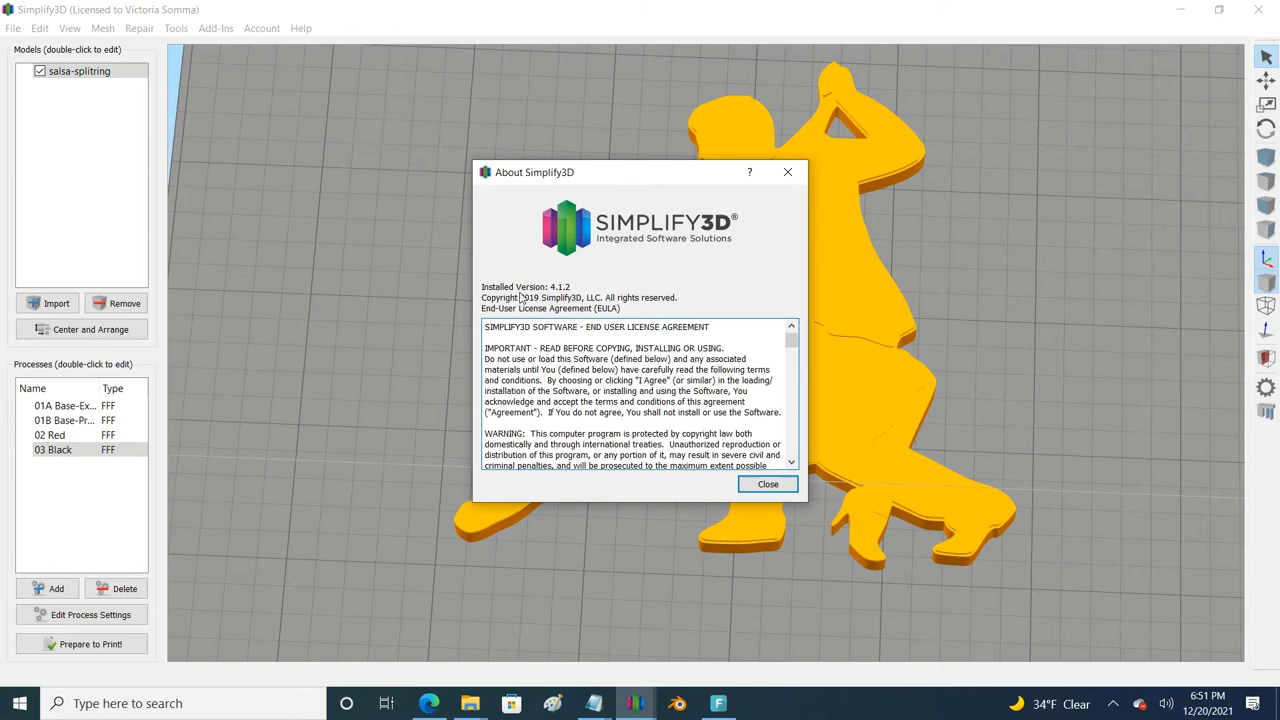 Simplify3D (Licensed to Victoria Somma)
File Edit View Mesh Repair Tools Add-Ins Account Help
Models (double-click to edit)
salsa-splitring
Import Remove
Center and Arrange
Processes (double-click to edit)
Name Type
01A Base-Ex... FFF
01B Base-Pr... FFF
02 Red FFF
03 Black FFF
Add Delete
Edit Process Settings
Prepare to Print!
About Simplify3D
?
SIMPLIFY3D®
Integrated Software Solutions
Installed Version: 4.1.2
Copyright 2019 Simplify3D, LLC. All rights reserved.
End-User License Agreement (EULA)
SIMPLIFY3D SOFTWARE - END USER LICENSE AGREEMENT
IMPORTANT - READ BEFORE COPYING, INSTALLING OR USING.
Do not use or load this Software (defined below) and any associated
materials until You (defined below) have carefully read the following terms
and conditions. By choosing or clicking "I Agree" (or similar) in the loading/
installation of the Software, or installing and using the Software, You
acknowledge and accept the terms and conditions of this agreement
("Agreement"). If You do not agree, You shall not install or use the Software.
WARNING: This computer program is protected by copyright law both
domestically and through international treaties. Unauthorized reproduction or
distribution of this program, or any portion of it, may result in severe civil and
criminal penalties, and will be prosecuted to the maximum extent possible
Close
Type here to search
34°F Clear
6:51 PM
12/20/2021